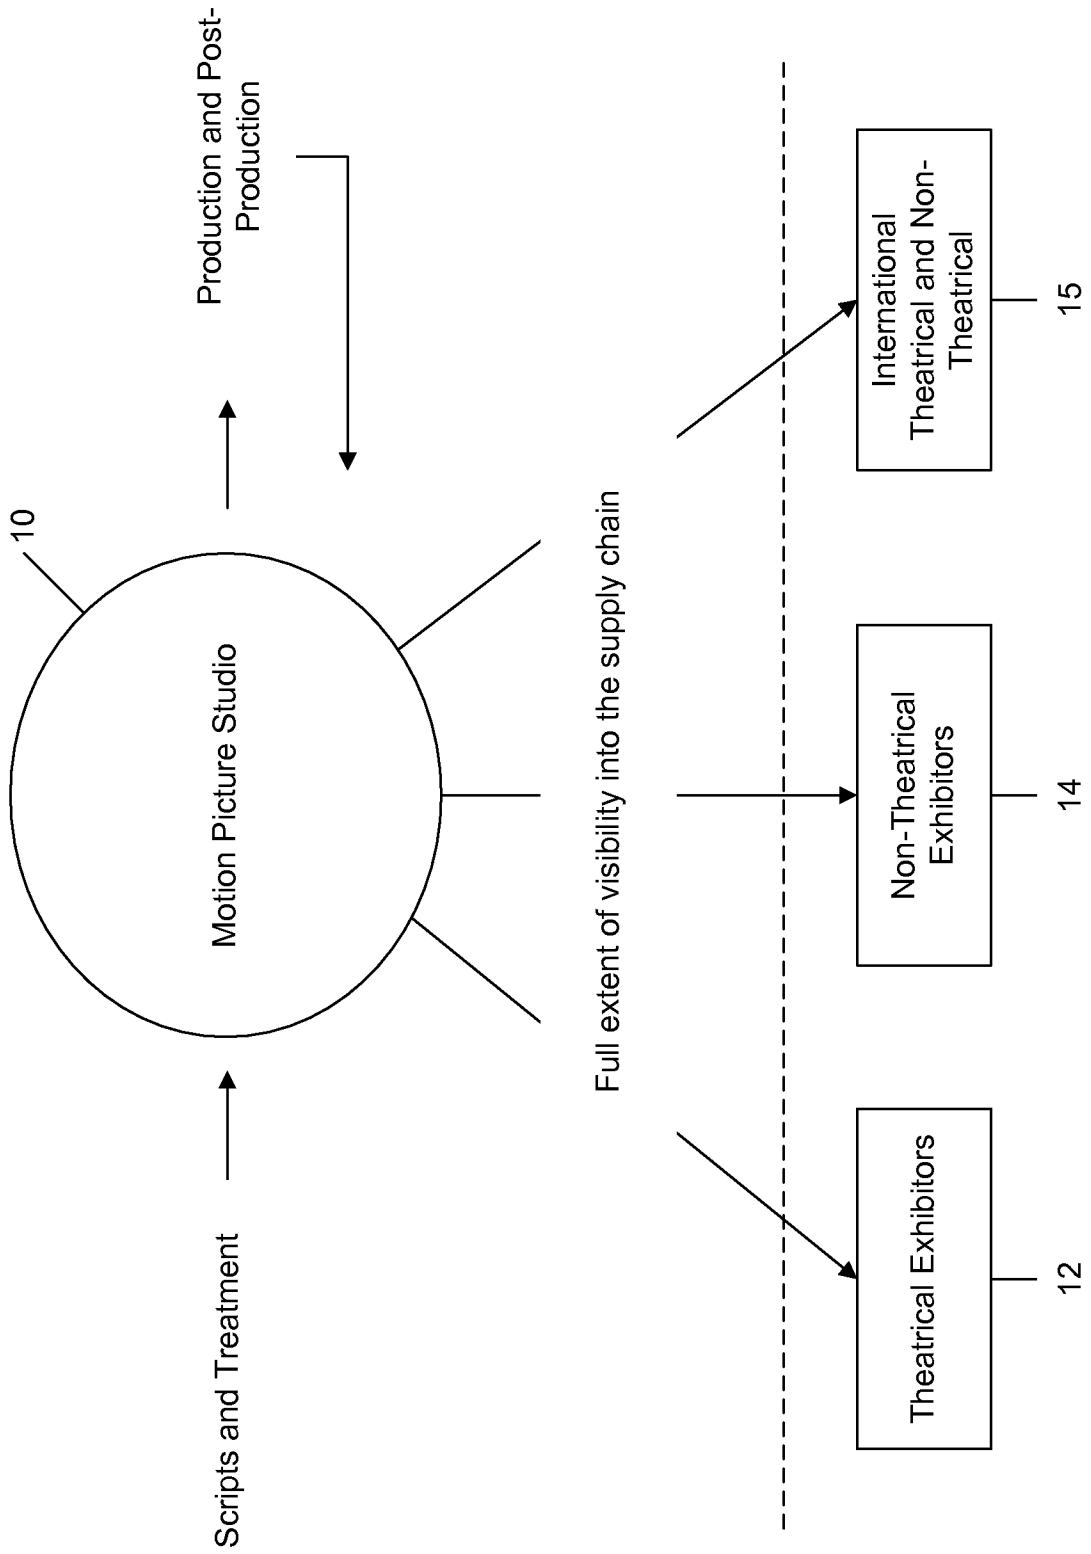 10
Scripts and Treatment
Motion Picture Studio
Production and Post-
Production
Full extent of visibility into the supply chain
Theatrical Exhibitors
Non-Theatrical
Exhibitors
International
Theatrical and Non-
Theatrical
12
14
15